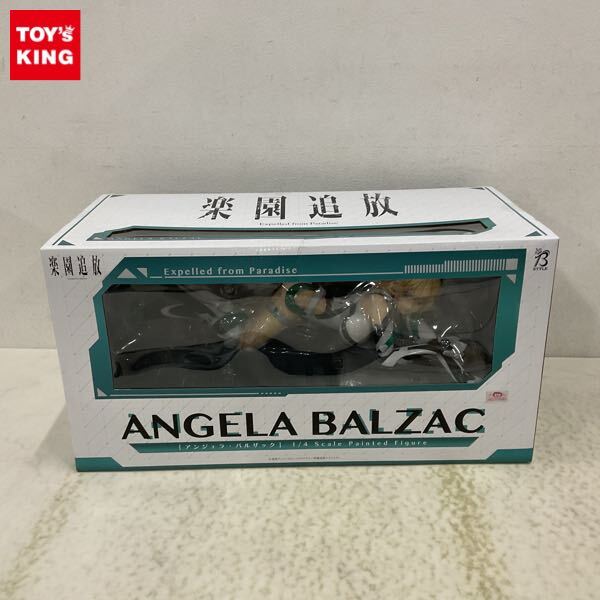 TOY's
KING
楽園追放
Expelled from Paradise
楽園追放
Expelled from Paradise
B
STYLE
ANGELA BALZAC
[アンジェラ・バルザック] 1/4 Scale Painted Figure